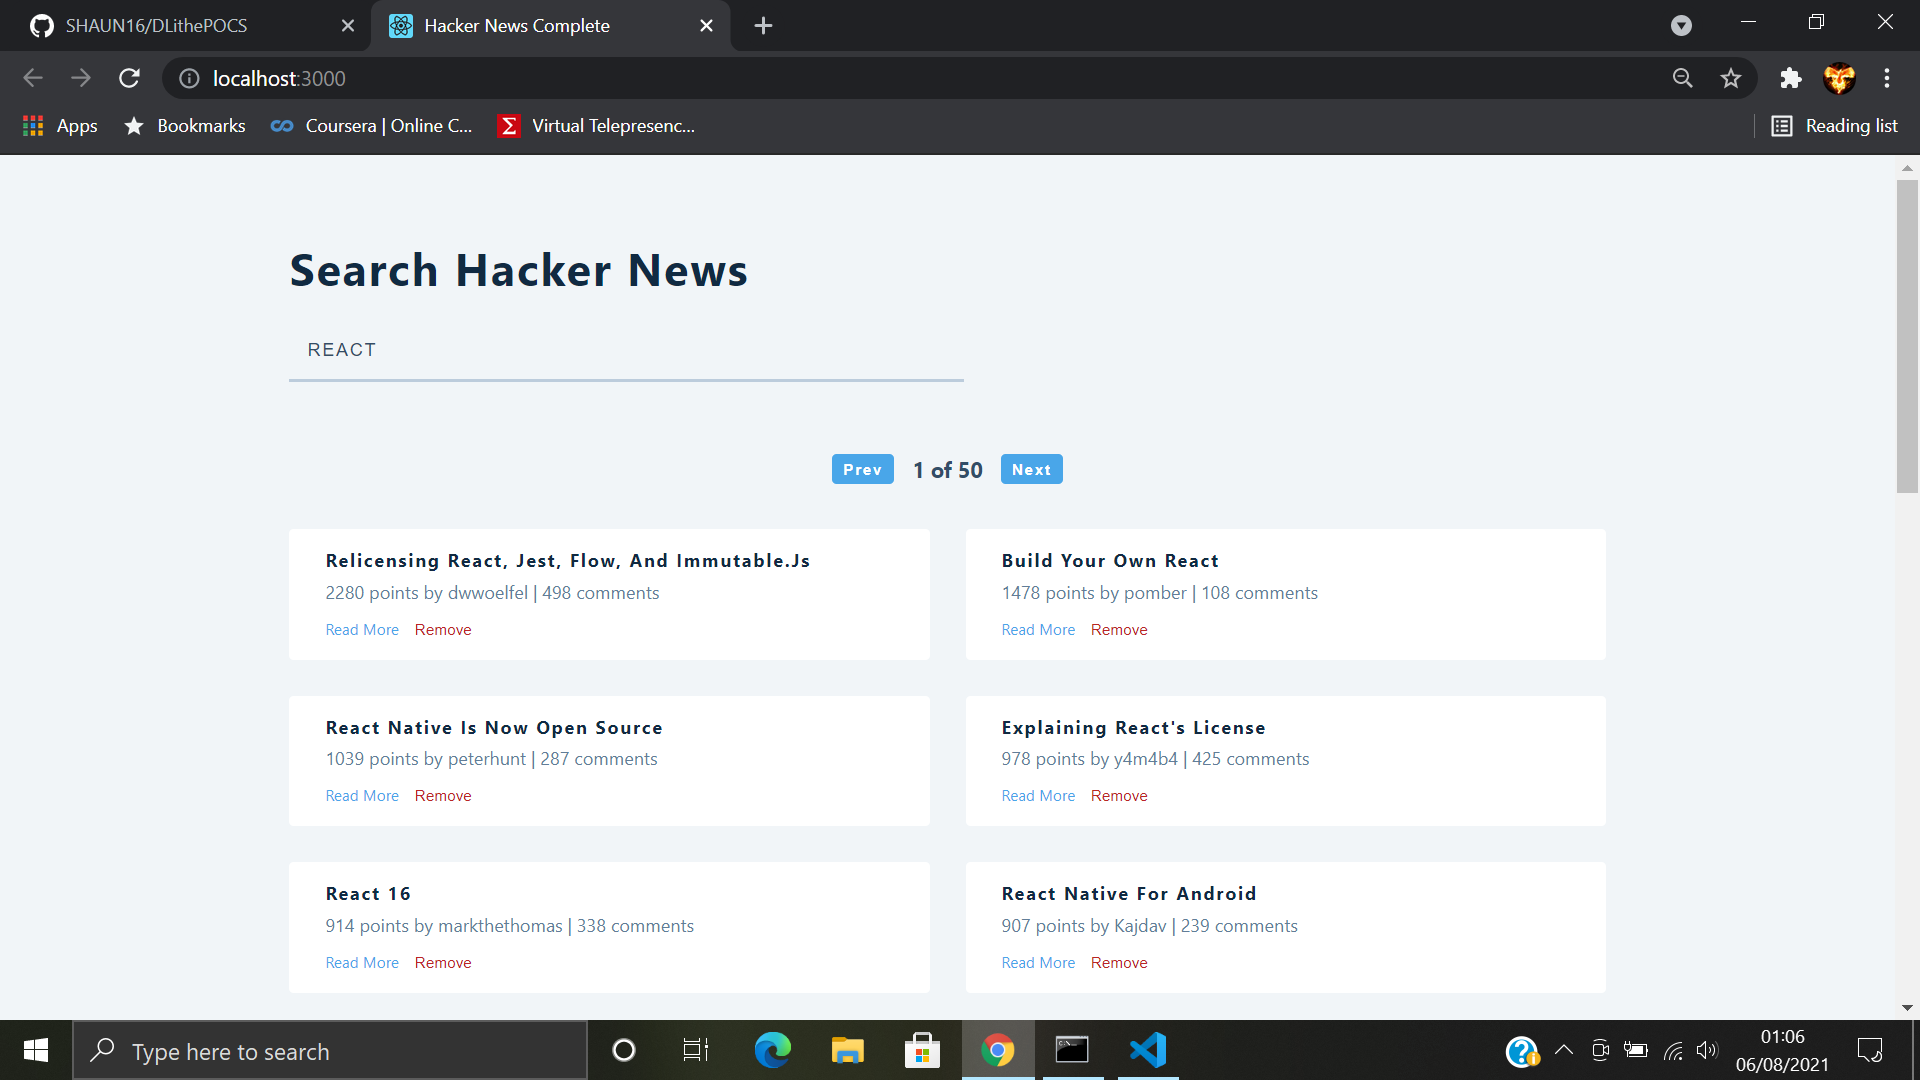 SHAUN16/DLithePOCS
Hacker News Complete
localhost:3000
Apps
Bookmarks
Coursera | Online C...
Virtual Telepresenc...
Reading list
Search Hacker News
REACT
Prev
1 of 50
Next
Relicensing React, Jest, Flow, And Immutable.Js
2280 points by dwwoelfel | 498 comments
Read More
Remove
Build Your Own React
1478 points by pomber | 108 comments
Read More
Remove
React Native Is Now Open Source
1039 points by peterhunt | 287 comments
Read More
Remove
Explaining React's License
978 points by y4m4b4 | 425 comments
Read More
Remove
React 16
914 points by markthethomas | 338 comments
Read More
Remove
React Native For Android
907 points by Kajdav | 239 comments
Read More
Remove
Type here to search
01:06
06/08/2021